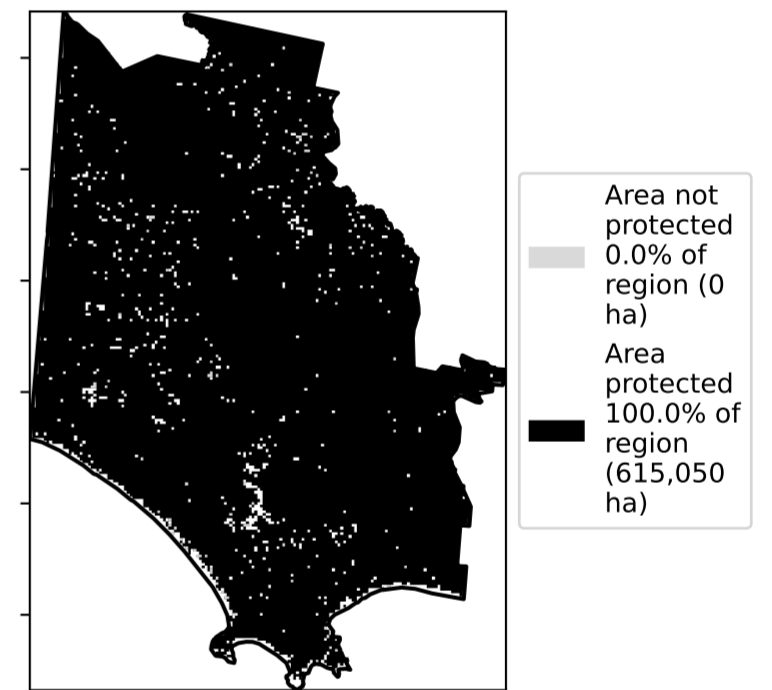 Area not
protected
0.0% of
region (0
ha)
Area
protected
100.0% of
region
(615,050
ha)